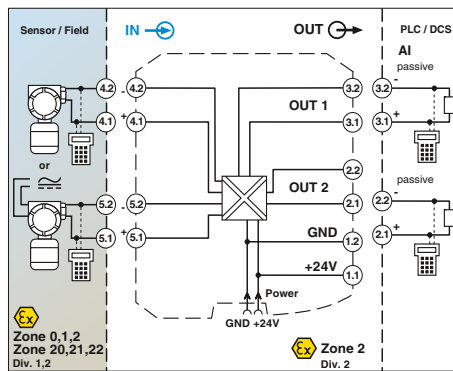 Sensor / Field
IN
OUT
PLC / DCS
AI
passive
4.2 - 4.2
3.2
3.2 -
OUT 1
4.1 + 4.1
3.1
3.1 +
or
2.2
passive
OUT 2
5.2 - 5.2
2.1
2.2 -
GND
5.1 + 5.1
1.2
2.1 +
+24V
1.1
Power
GND +24V
Ex
Zone 0,1,2
Zone 20,21,22
Div. 1,2
Ex
Zone 2
Div. 2